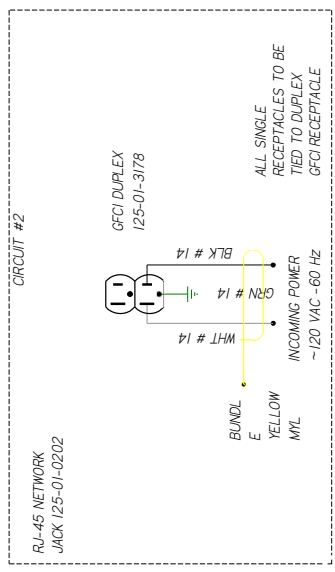 CIRCUIT #2
RJ-45 NETWORK
JACK 125-01-0202
GFCI DUPLEX
125-01-3178
WHT # 14
GRN # 14
BLK # 14
BUNDL
E
YELLOW
MYL
INCOMING POWER
~120 VAC -60 Hz
ALL SINGLE
RECEPTACLES TO BE
TIED TO DUPLEX
GFCI RECEPTACLE